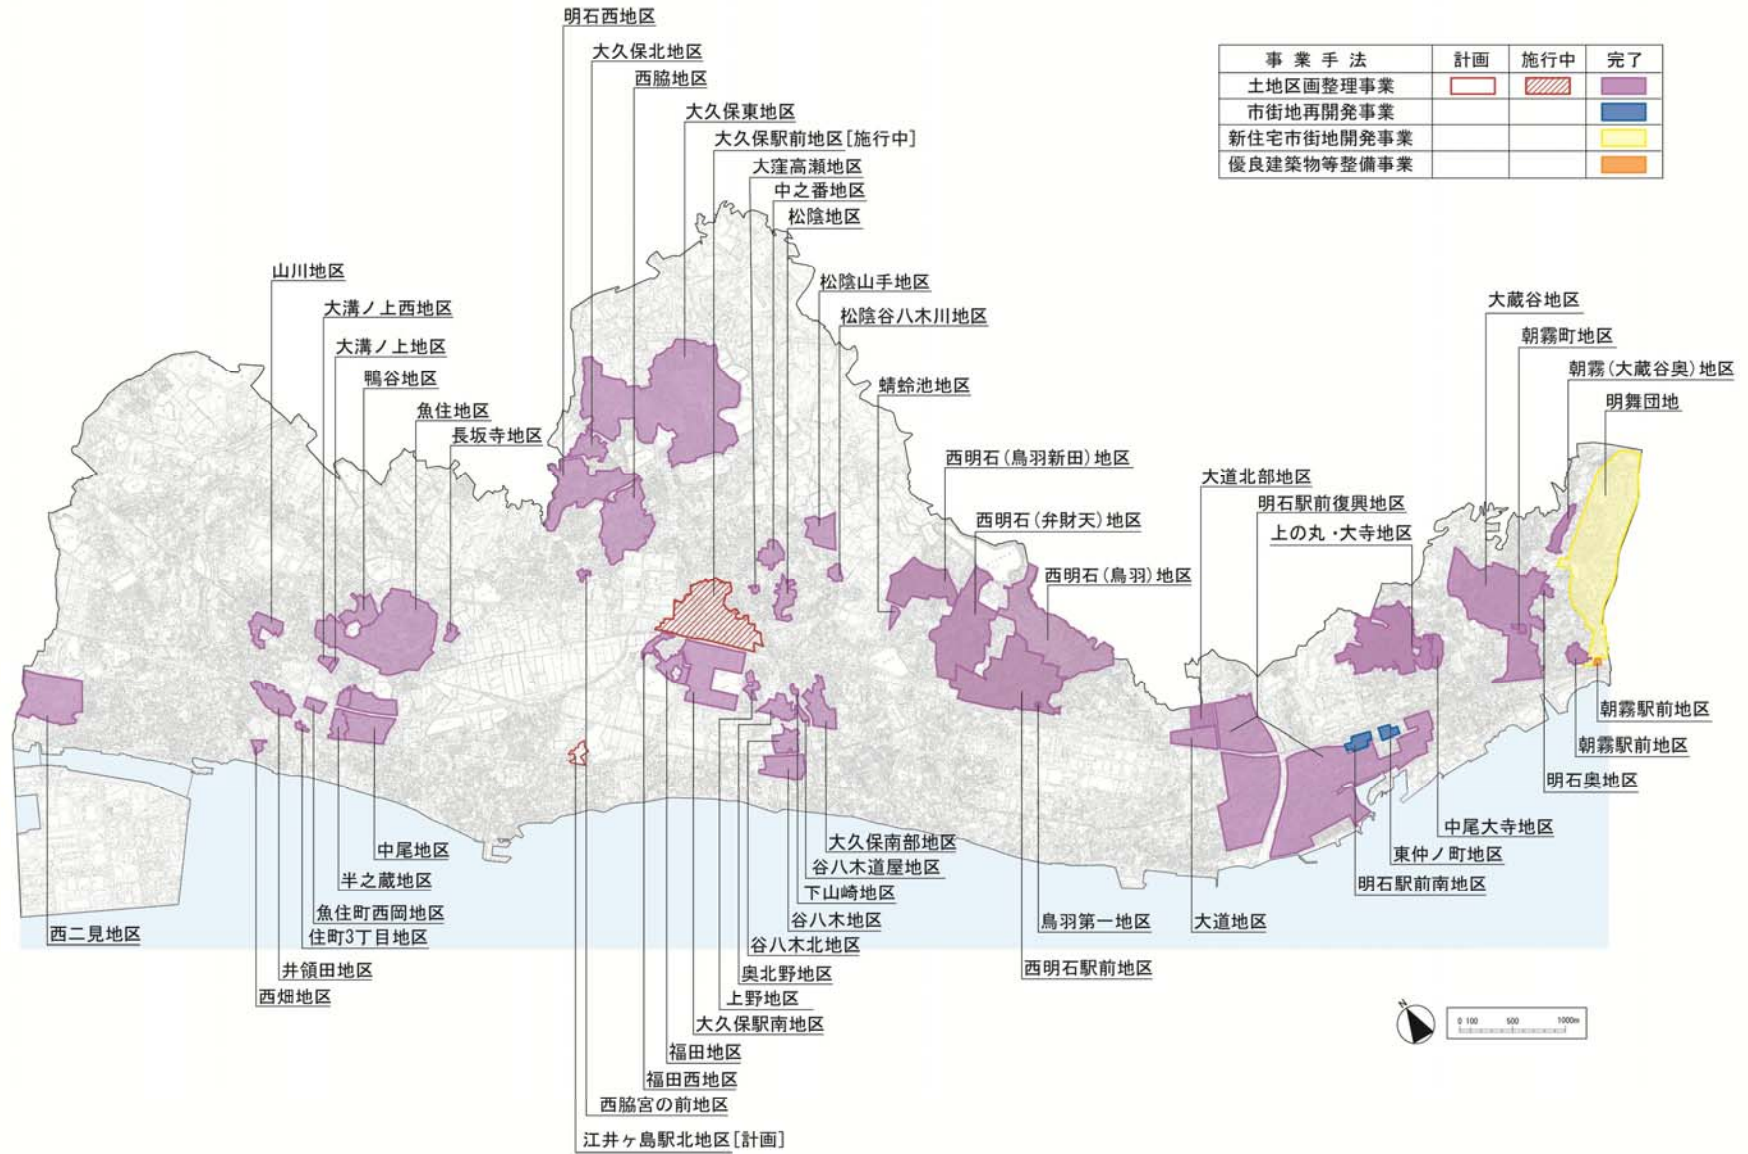 事業手法 計画 施行中 完了
土地区画整理事業
市街地再開発事業
新住宅市街地開発事業
優良建築物等整備事業
明石西地区
大久保北地区
西脇地区
大久保東地区
大久保駅前地区[施行中]
大窪高瀬地区
中之番地区
松陰地区
松陰山手地区
松陰谷八木川地区
蜻蛉池地区
山川地区
大溝ノ上西地区
大溝ノ上地区
鴨谷地区
魚住地区
長坂寺地区
西明石(鳥羽新田)地区
西明石(弁財天)地区
西明石(鳥羽)地区
大道北部地区
明石駅前復興地区
上の丸・大寺地区
大蔵谷地区
朝霧町地区
朝霧(大蔵谷奥)地区
明舞団地
朝霧駅前地区
朝霧駅前地区
明石奥地区
中尾大寺地区
東仲ノ町地区
明石駅前南地区
大道地区
鳥羽第一地区
西明石駅前地区
大久保南部地区
谷八木道屋地区
下山崎地区
谷八木地区
谷八木北地区
奥北野地区
上野地区
大久保駅南地区
福田地区
福田西地区
西脇宮の前地区
江井ヶ島駅北地区[計画]
中尾地区
半之蔵地区
魚住町西岡地区
住町3丁目地区
井領田地区
西畑地区
西二見地区
N
0 100 500 1000m